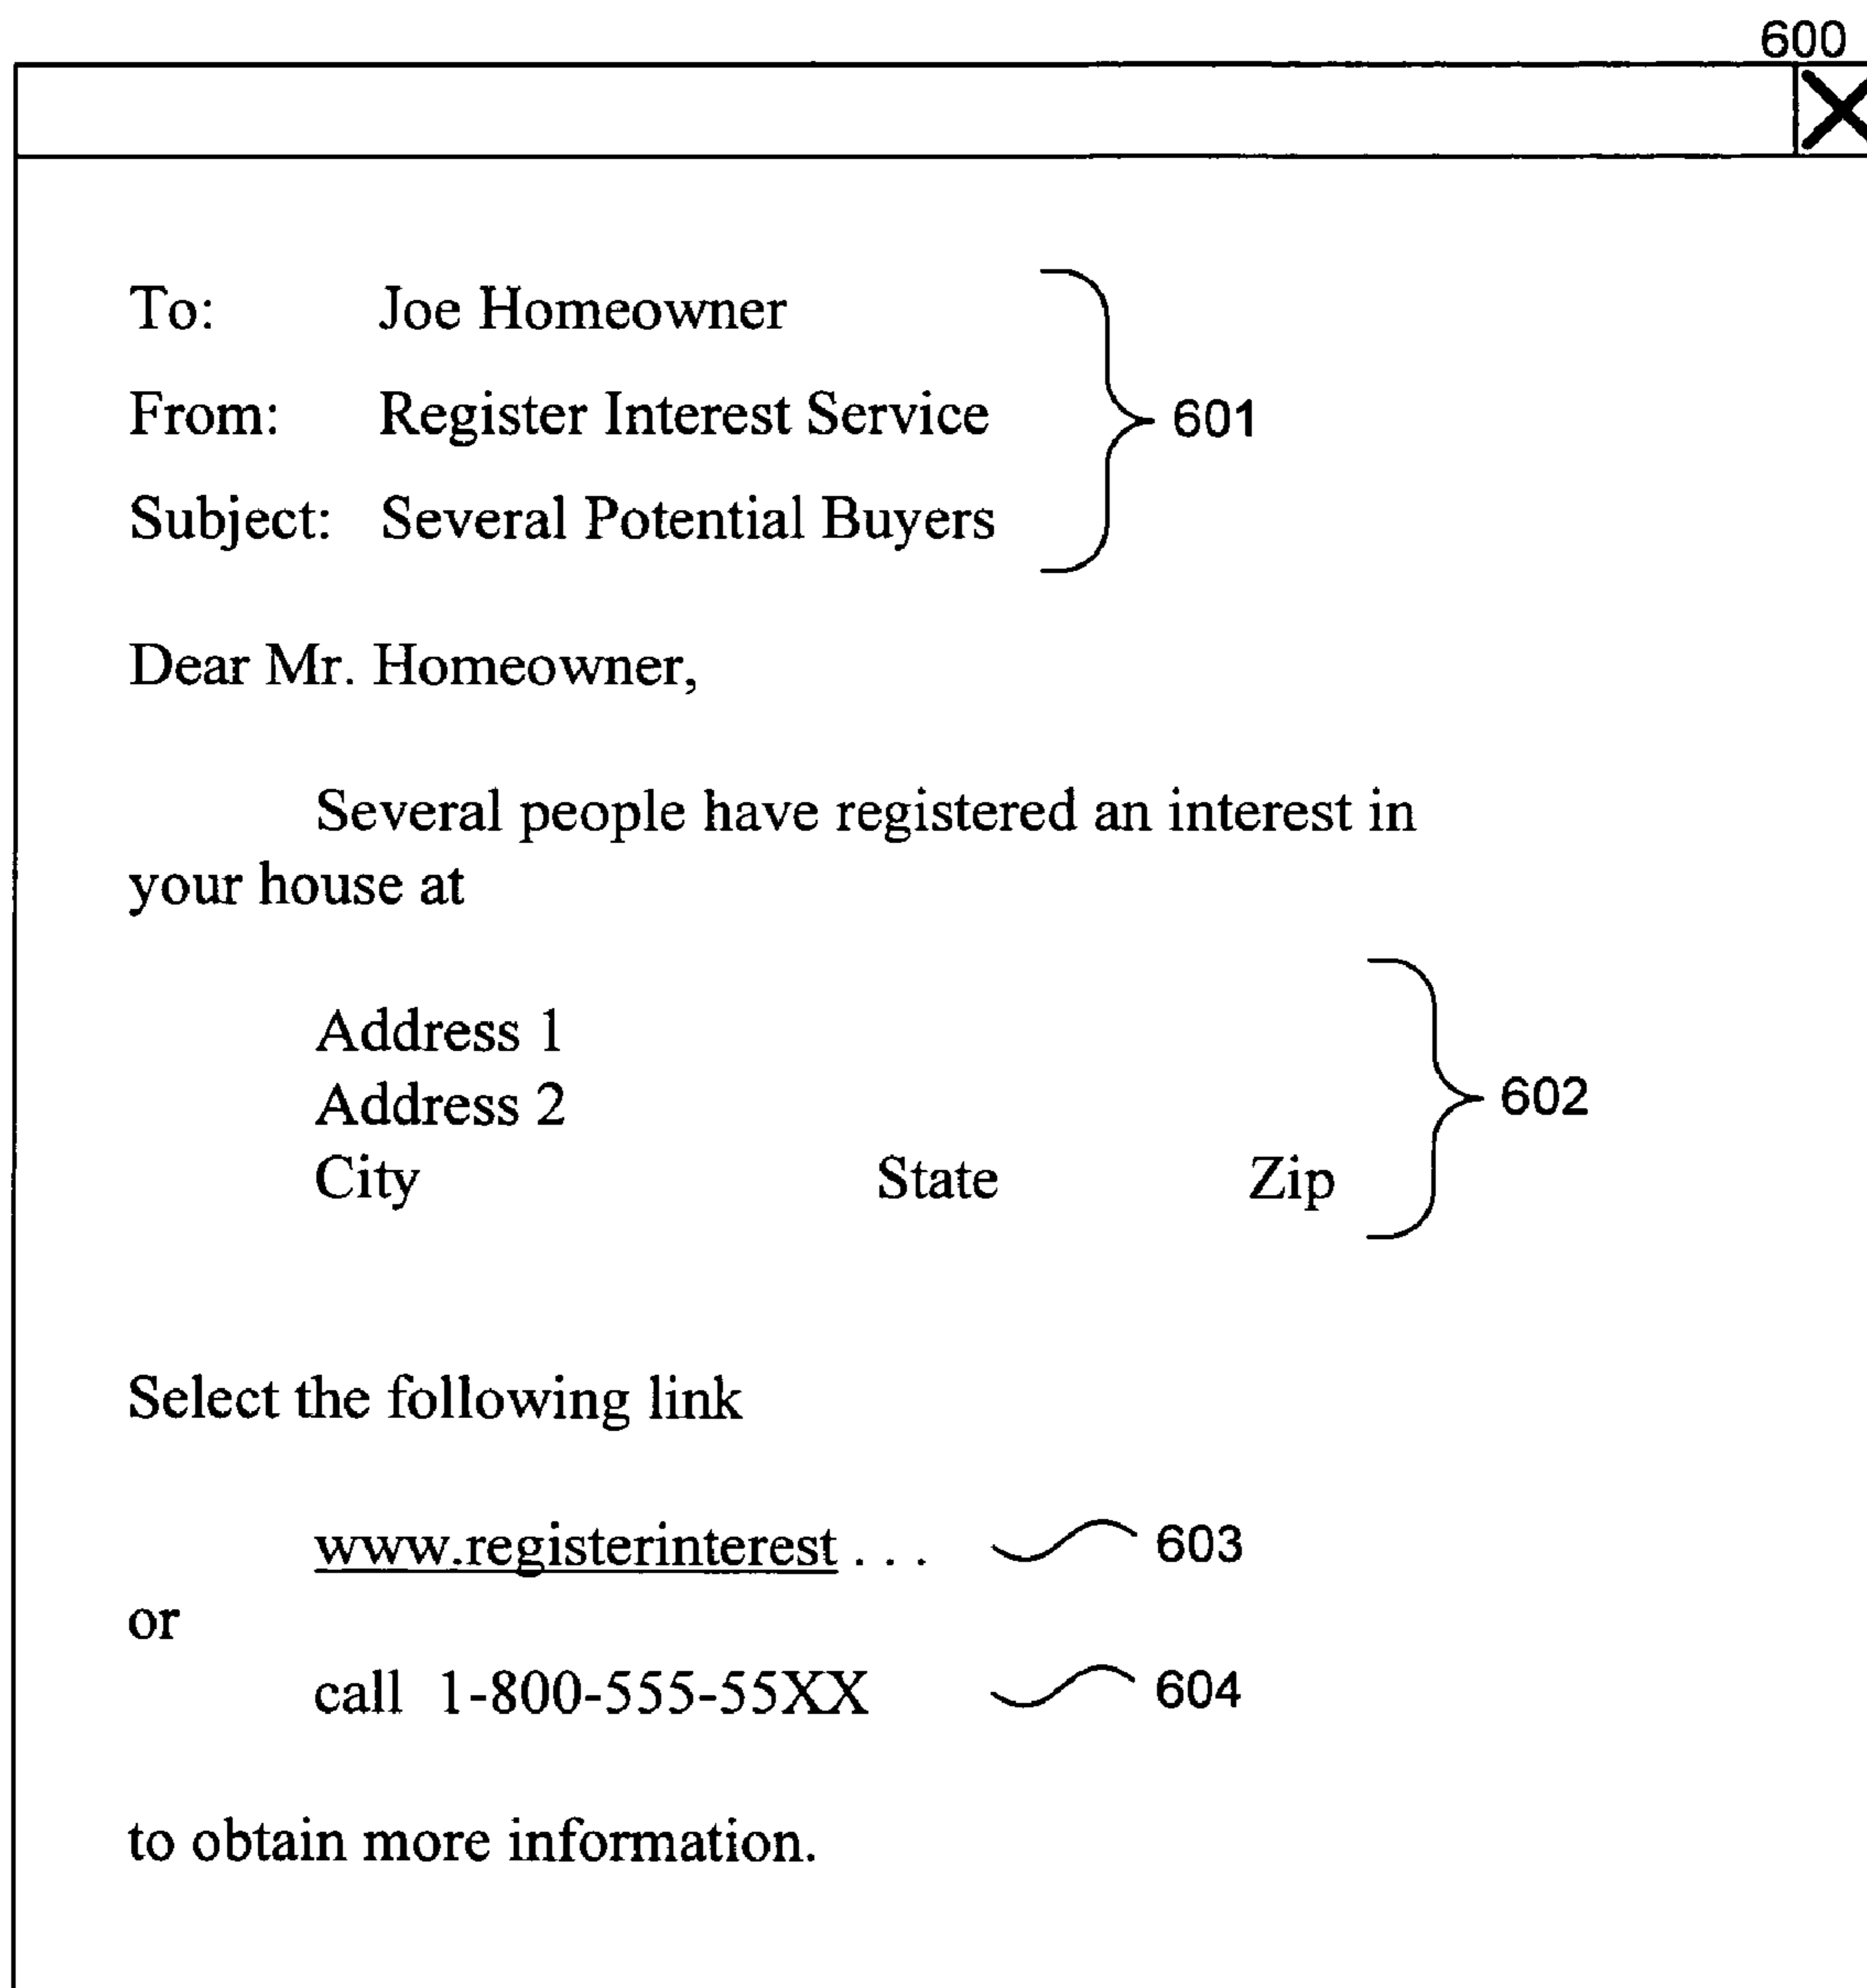 600
X
To: Joe Homeowner
From: Register Interest Service
601
Subject: Several Potential Buyers
Dear Mr. Homeowner,
Several people have registered an interest in
your house at
Address 1
Address 2
602
City State Zip
Select the following link
www.registerinterest . . . 603
or
call 1-800-555-55XX 604
to obtain more information.